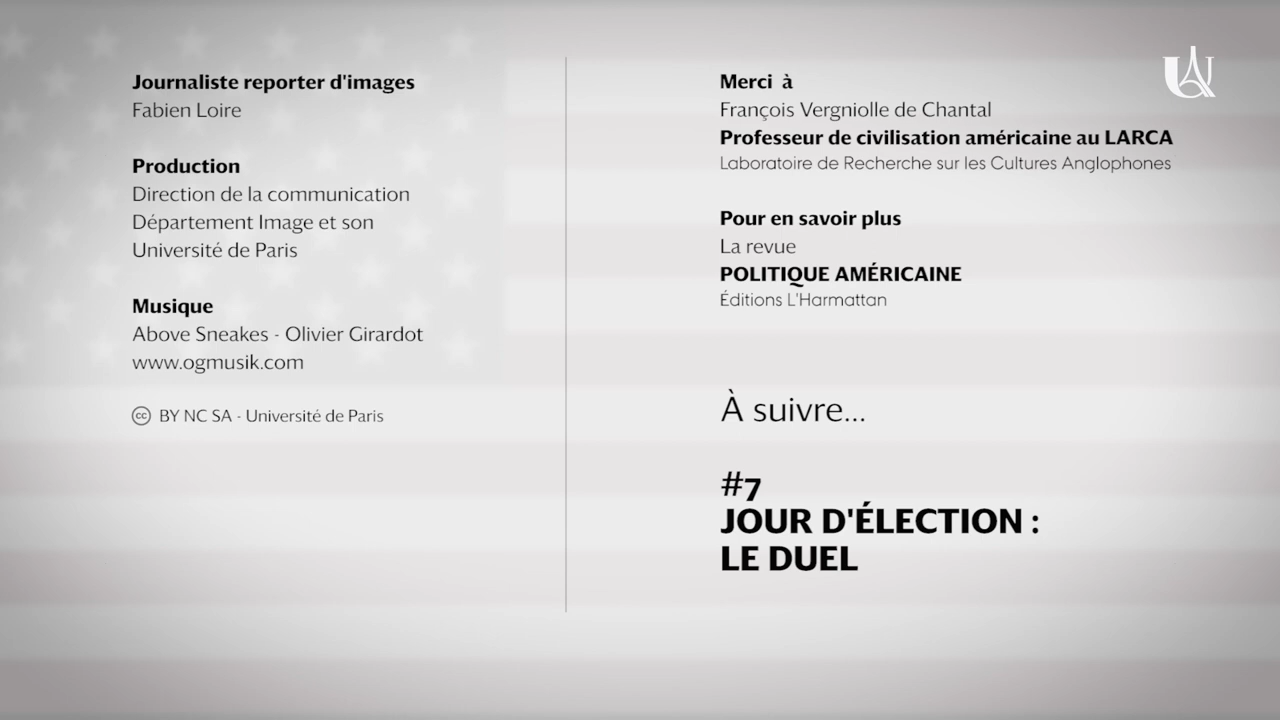 Journaliste reporter d'images
Fabien Loire
Production
Direction de la communication
Département Image et son
Université de Paris
Musique
Above Sneakes - Olivier Girardot
www.ogmusik.com
cc BY NC SA - Université de Paris
Merci à
François Vergniolle de Chantal
Professeur de civilisation américaine au LARCA
Laboratoire de Recherche sur les Cultures Anglophones
Pour en savoir plus
La revue
POLITIQUE AMÉRICAINE
Éditions L'Harmattan
À suivre...
#7
JOUR D'ÉLECTION :
LE DUEL